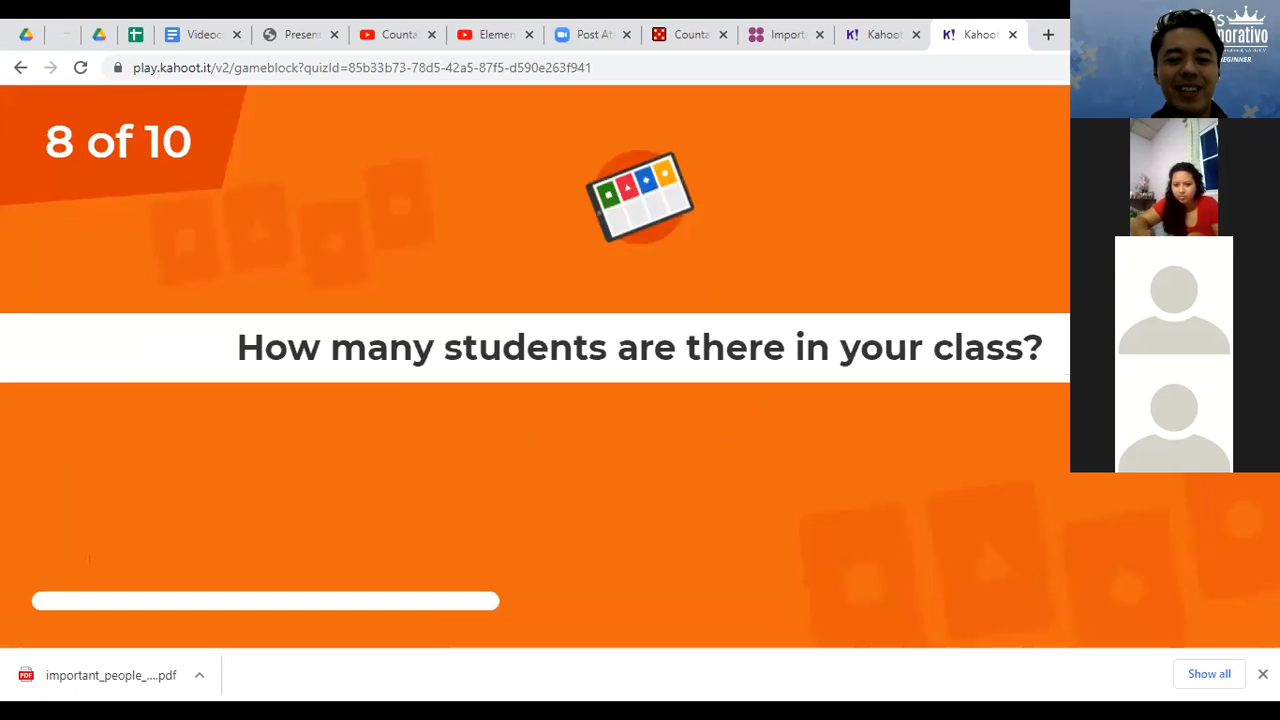 Videoc
Present
Counta
Elemen
Post At
Counta
Import
K! Kahoot
K! Kahoot
play.kahoot.it/v2/gameblock?quizId=85b33b73-78d5-42a5-87f5-d590e263f941
8 of 10
How many students are there in your class?
PDF
important_people_....pdf
Show all